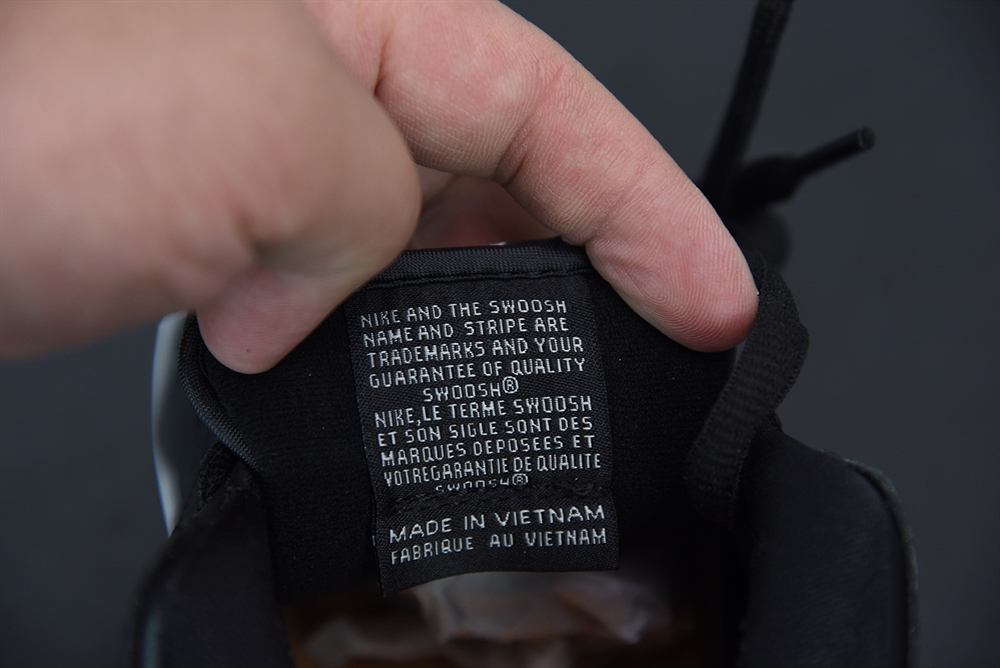 NIKE AND THE SWOOSH
NAME AND STRIPE ARE
TRADEMARKS AND YOUR
GUARANTEE OF QUALITY
SWOOSH®
NIKE,LE TERME SWOOSH
ET SON SIGLE SONT DES
MARQUES DEPOSEES ET
VOTREGARANTIE DE QUALITE
SWOOSH®
MADE IN VIETNAM
FABRIQUE AU VIETNAM